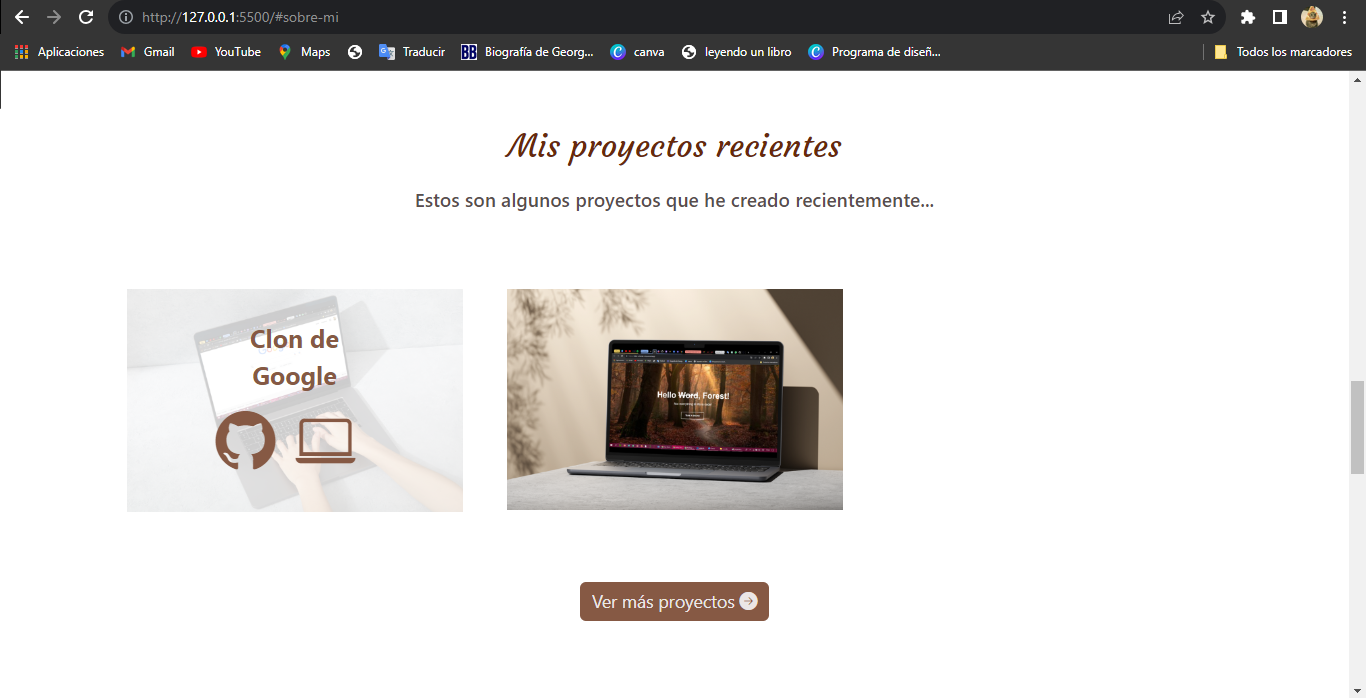 http://127.0.0.1:5500/#sobre-mi
Aplicaciones Gmail YouTube Maps Traducir BB Biografía de Georg... canva leyendo un libro Programa de diseñ... Todos los marcadores
Mis proyectos recientes
Estos son algunos proyectos que he creado recientemente...
Clon de
Google
Hello Word, Forest!
Ver más proyectos